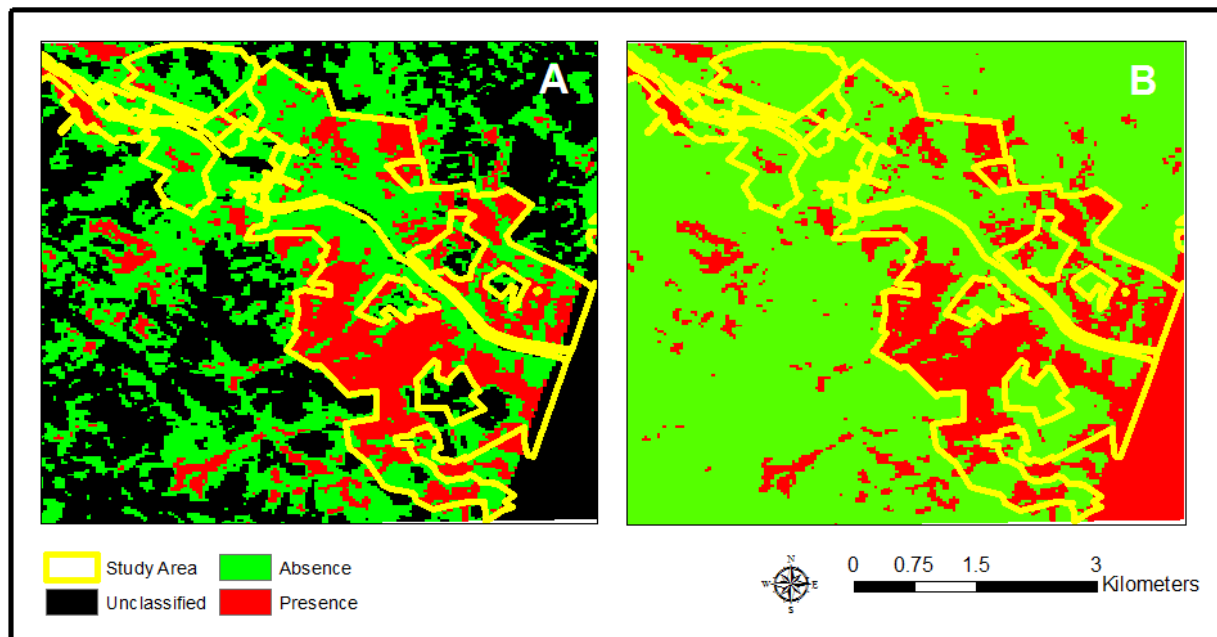 A
B
Study Area
Absence
Unclassified
Presence
N
W E
S
0 0.75 1.5 3
Kilometers